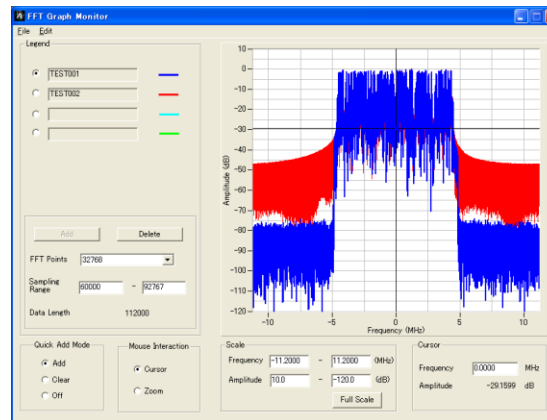 FFT Graph Monitor
File Edit
Legend
TEST001
TEST002
Add Delete
FFT Points 32768
Sampling Range 60000 - 92767
Data Length 112000
Quick Add Mode
Add
Clear
Off
Mouse Interaction
Cursor
Zoom
Amplitude (dB)
10
0
-10
-20
-30
-40
-50
-60
-70
-80
-90
-100
-110
-120
-10 -5 0 5 10
Frequency (MHz)
Scale
Frequency -11.2000 - 11.2000 (MHz)
Amplitude 10.0 - -120.0 (dB)
Full Scale
Cursor
Frequency 0.0000 MHz
Amplitude -29.1599 dB